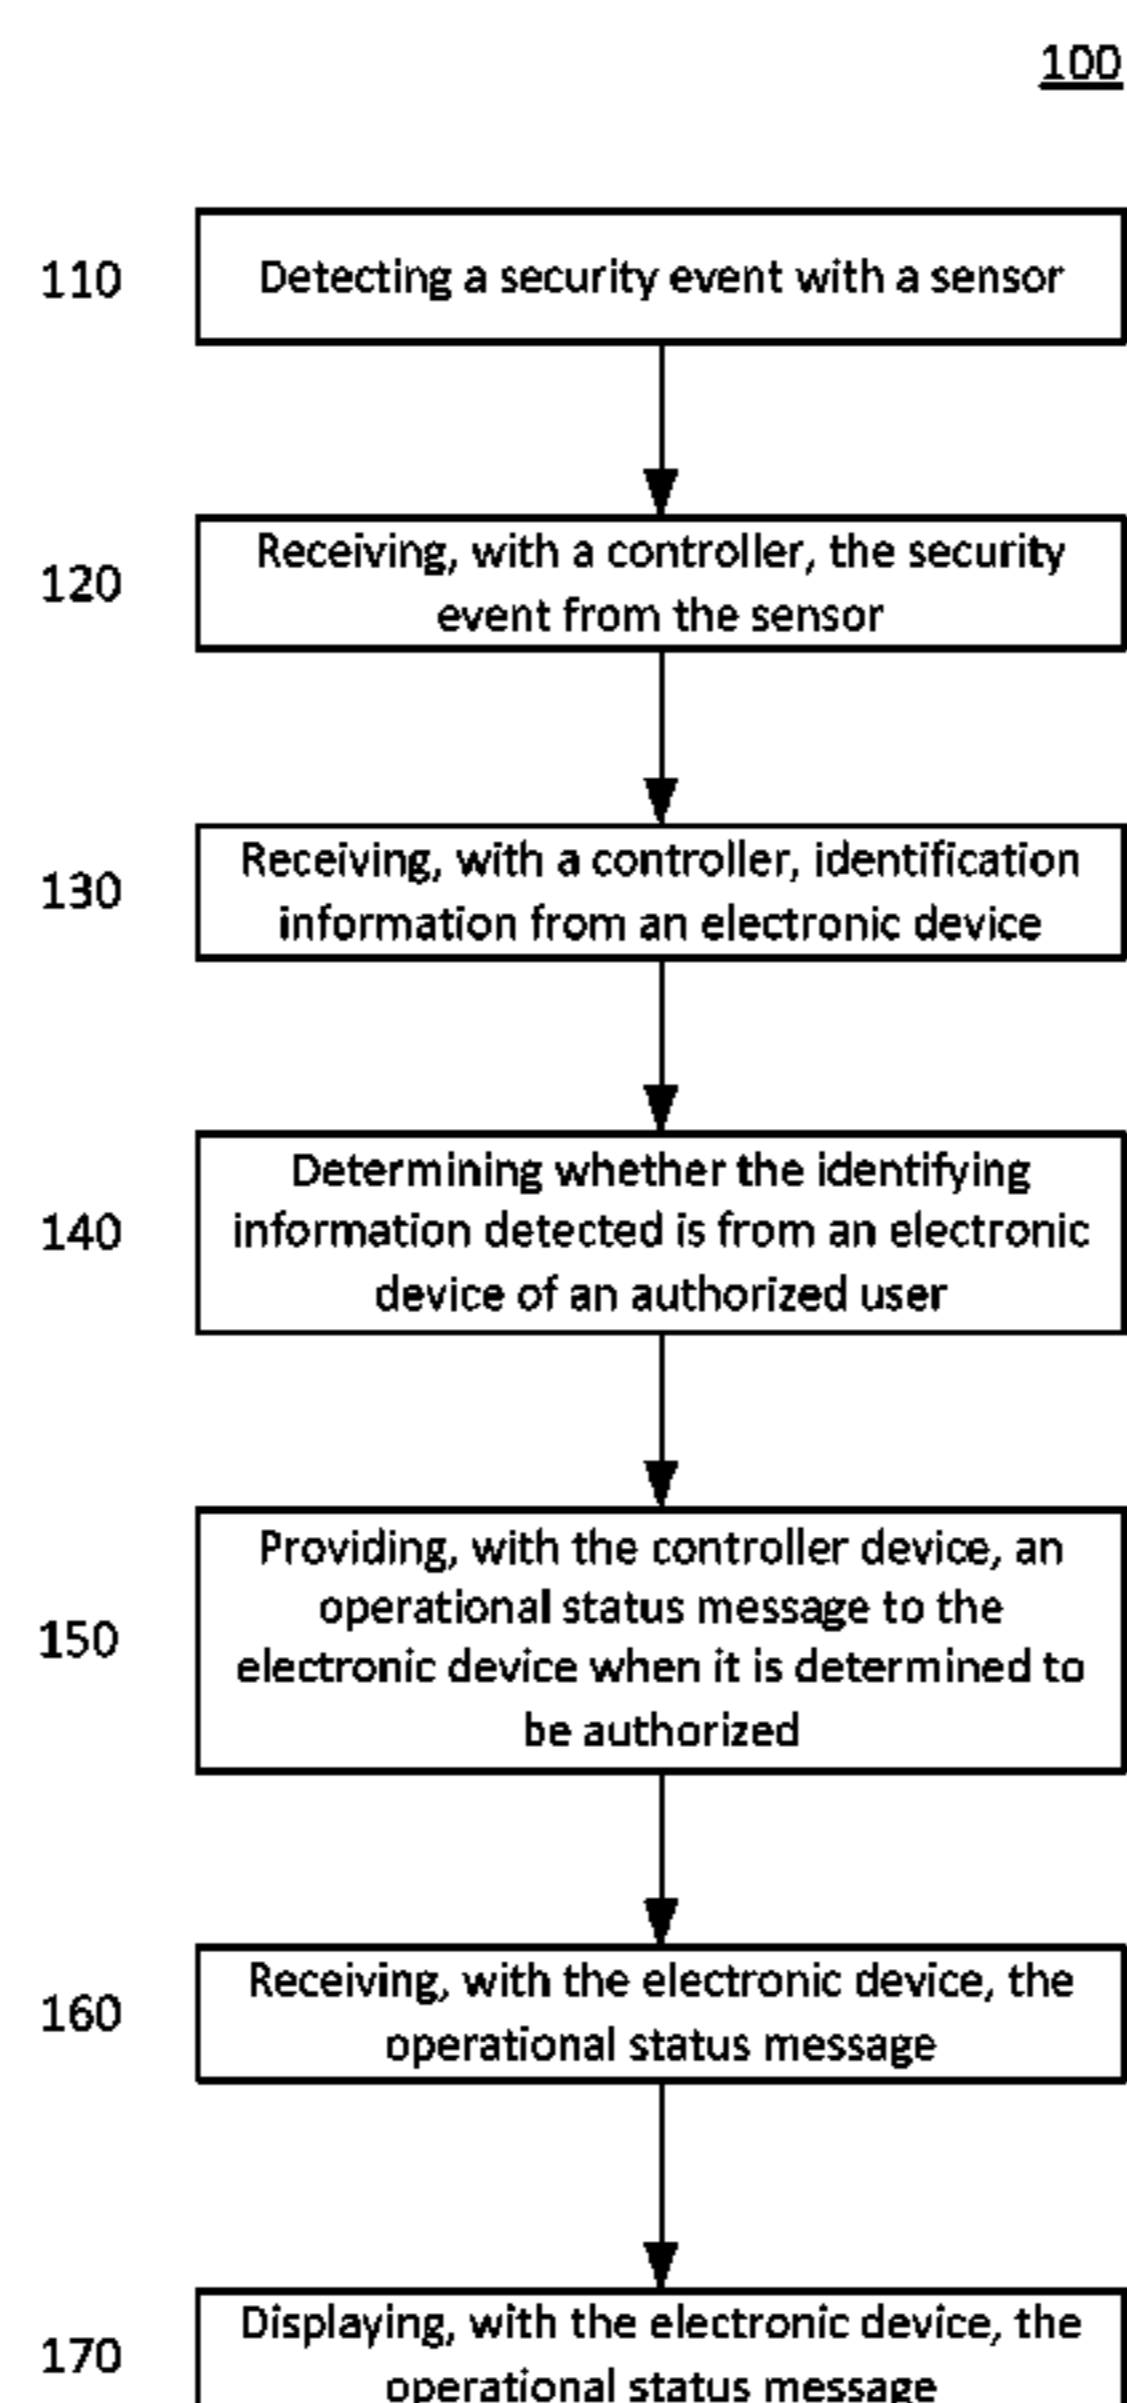 100
110
Detecting a security event with a sensor
120
Receiving, with a controller, the security
event from the sensor
130
Receiving, with a controller, identification
information from an electronic device
140
Determining whether the identifying
information detected is from an electronic
device of an authorized user
150
Providing, with the controller device, an
operational status message to the
electronic device when it is determined to
be authorized
160
Receiving, with the electronic device, the
operational status message
170
Displaying, with the electronic device, the
operational status message